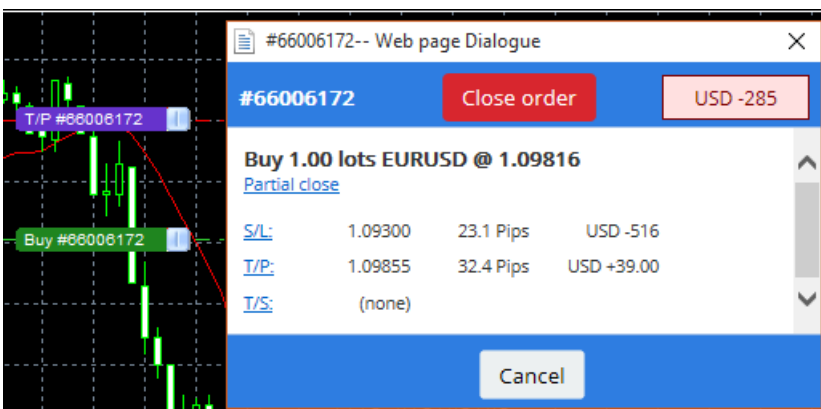 #66006172-- Web page Dialogue
#66006172 Close order USD -285
T/P #66006172
Buy 1.00 lots EURUSD @ 1.09816
Partial close
Buy #66006172
S/L: 1.09300 23.1 Pips USD -516
T/P: 1.09855 32.4 Pips USD +39.00
T/S: (none)
Cancel